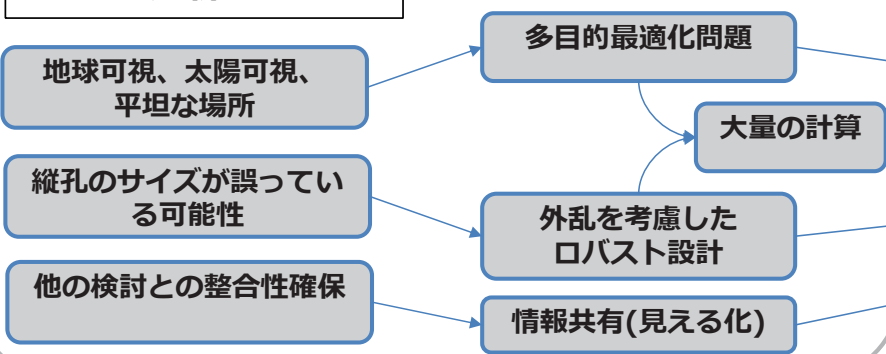 地球可視、太陽可視、
平坦な場所
多目的最適化問題
大量の計算
縦孔のサイズが誤ってい
る可能性
外乱を考慮した
ロバスト設計
他の検討との整合性確保
情報共有(見える化)